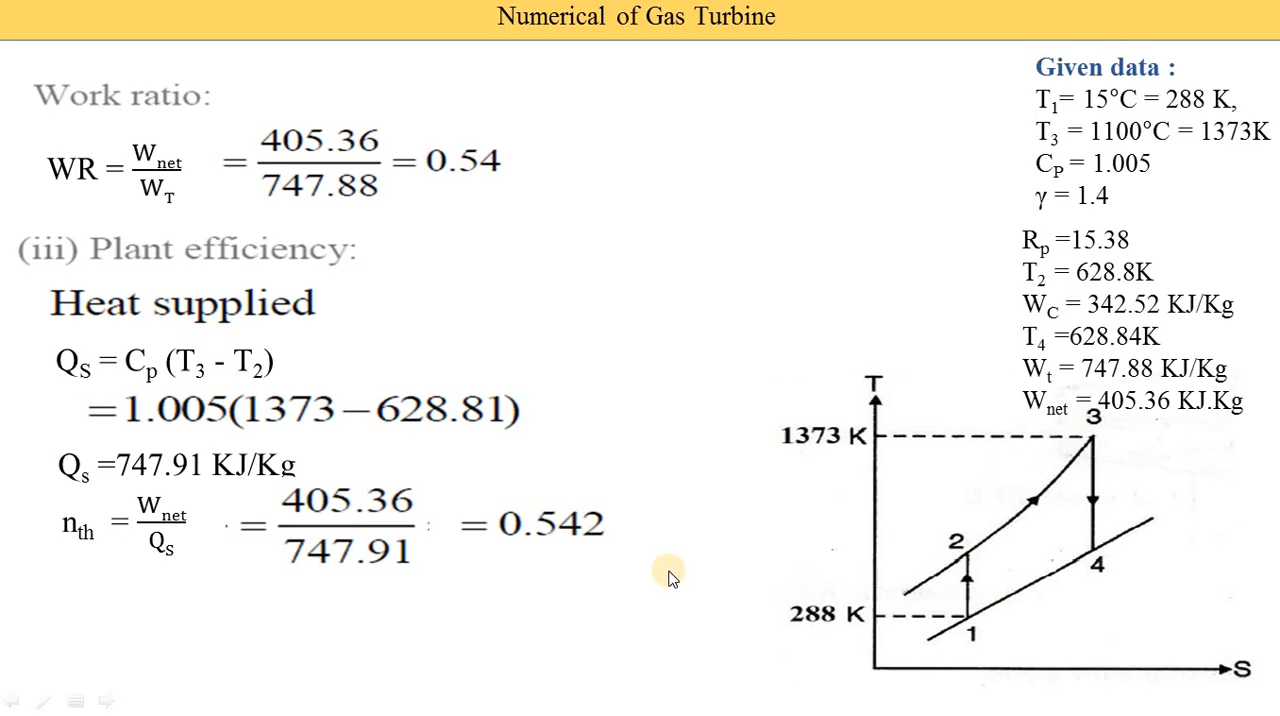 Numerical of Gas Turbine
Work ratio:
WR = W_net / W_T = 405.36 / 747.88 = 0.54
(iii) Plant efficiency:
Heat supplied
Q_S = C_p (T_3 - T_2)
=1.005(1373−628.81)
Q_s =747.91 KJ/Kg
n_th = W_net / Q_S = 405.36 / 747.91 = 0.542
Given data :
T_1= 15°C = 288 K,
T_3 = 1100°C = 1373K
C_P = 1.005
γ = 1.4
R_p =15.38
T_2 = 628.8K
W_C = 342.52 KJ/Kg
T_4 =628.84K
W_t = 747.88 KJ/Kg
W_net = 405.36 KJ.Kg
T
3
1373 K
2
4
288 K
1
S